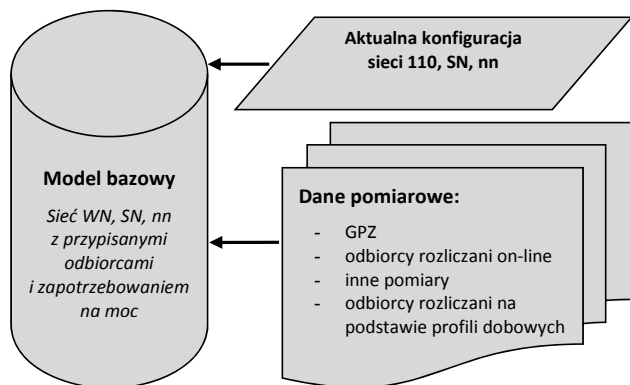 Aktualna konfiguracja
sieci 110, SN, nn
Model bazowy
Sieć WN, SN, nn
z przypisanymi
odbiorcami
i zapotrzebowaniem
na moc
Dane pomiarowe:
- GPZ
- odbiorcy rozliczani on-line
- inne pomiary
- odbiorcy rozliczani na
podstawie profili dobowych